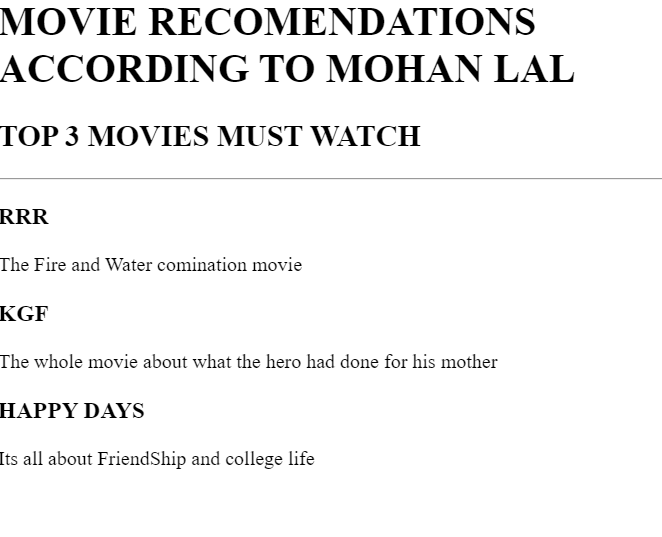 MOVIE RECOMENDATIONS
ACCORDING TO MOHAN LAL
TOP 3 MOVIES MUST WATCH
RRR
The Fire and Water comination movie
KGF
The whole movie about what the hero had done for his mother
HAPPY DAYS
Its all about FriendShip and college life